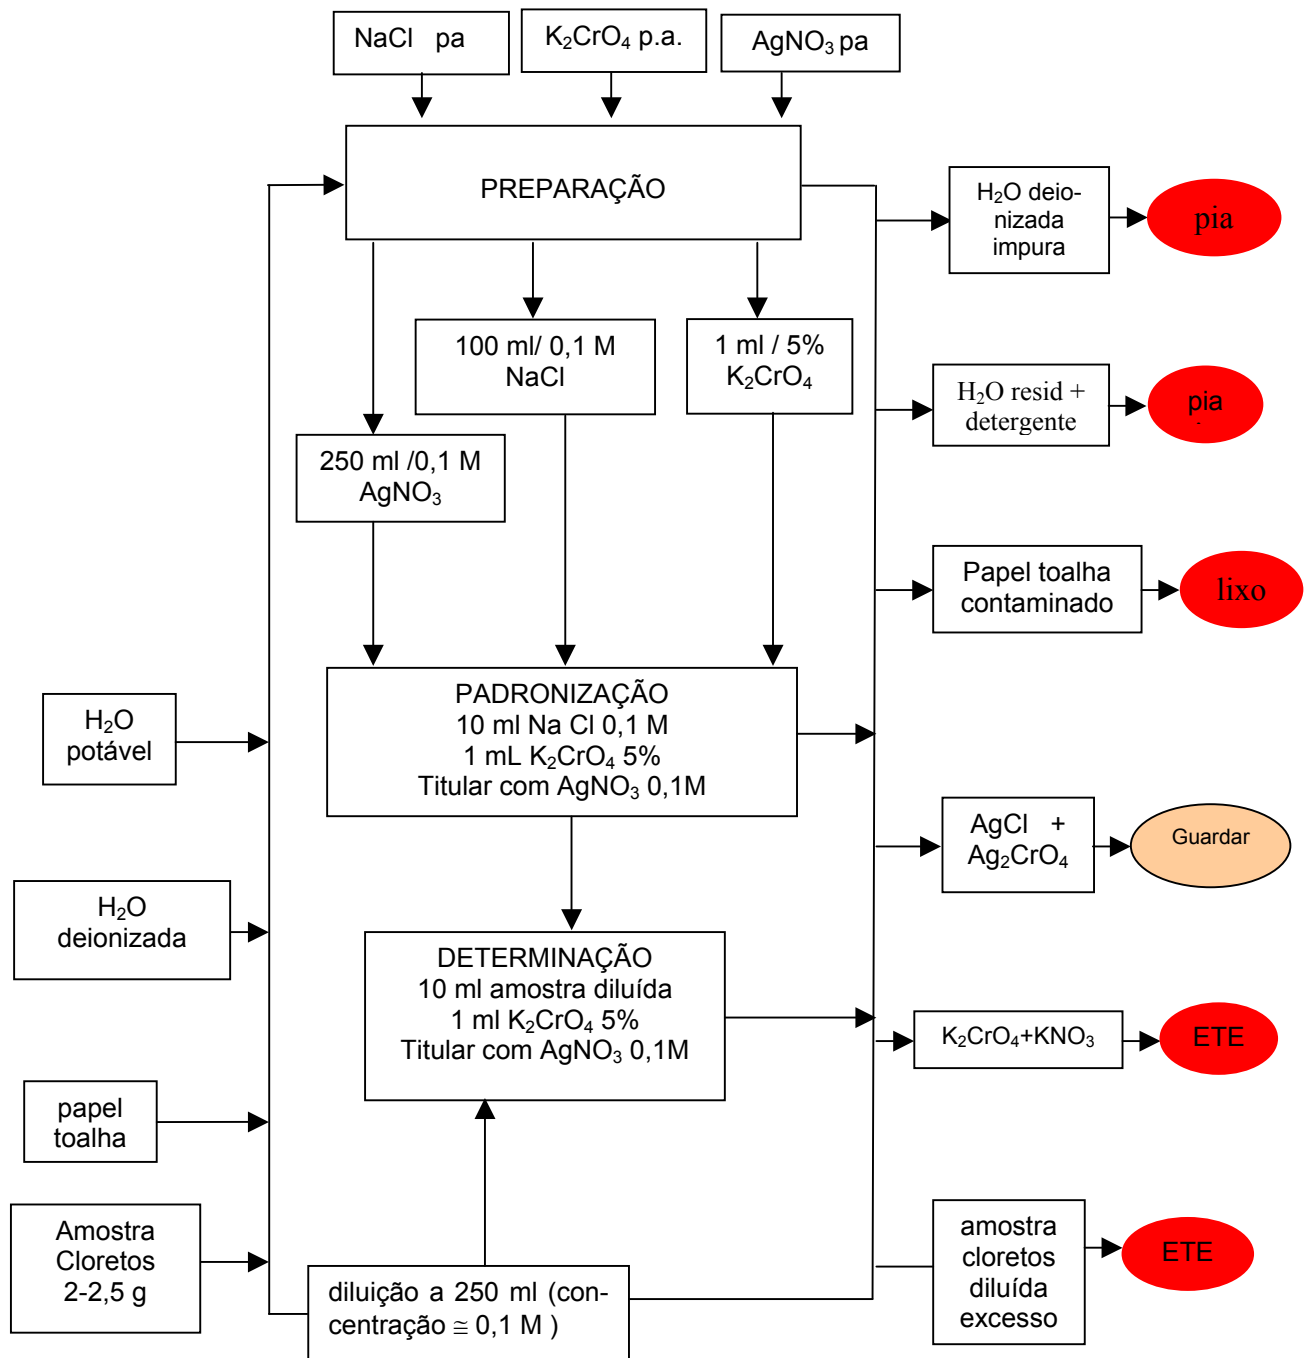 NaCl pa
K₂CrO₄ p.a.
AgNO₃ pa
PREPARAÇÃO
H₂O deio-
nizada
impura
pia
100 ml/ 0,1 M
NaCl
1 ml / 5%
K₂CrO₄
H₂O resid +
detergente
pia
250 ml /0,1 M
AgNO₃
Papel toalha
contaminado
lixo
PADRONIZAÇÃO
10 ml Na Cl 0,1 M
1 mL K₂CrO₄ 5%
Titular com AgNO₃ 0,1M
H₂O
potável
AgCl +
Ag₂CrO₄
Guardar
H₂O
deionizada
DETERMINAÇÃO
10 ml amostra diluída
1 ml K₂CrO₄ 5%
Titular com AgNO₃ 0,1M
K₂CrO₄+KNO₃
ETE
papel
toalha
Amostra
Cloretos
2-2,5 g
diluição a 250 ml (con-
centração ≅ 0,1 M )
amostra
cloretos
diluída
excesso
ETE